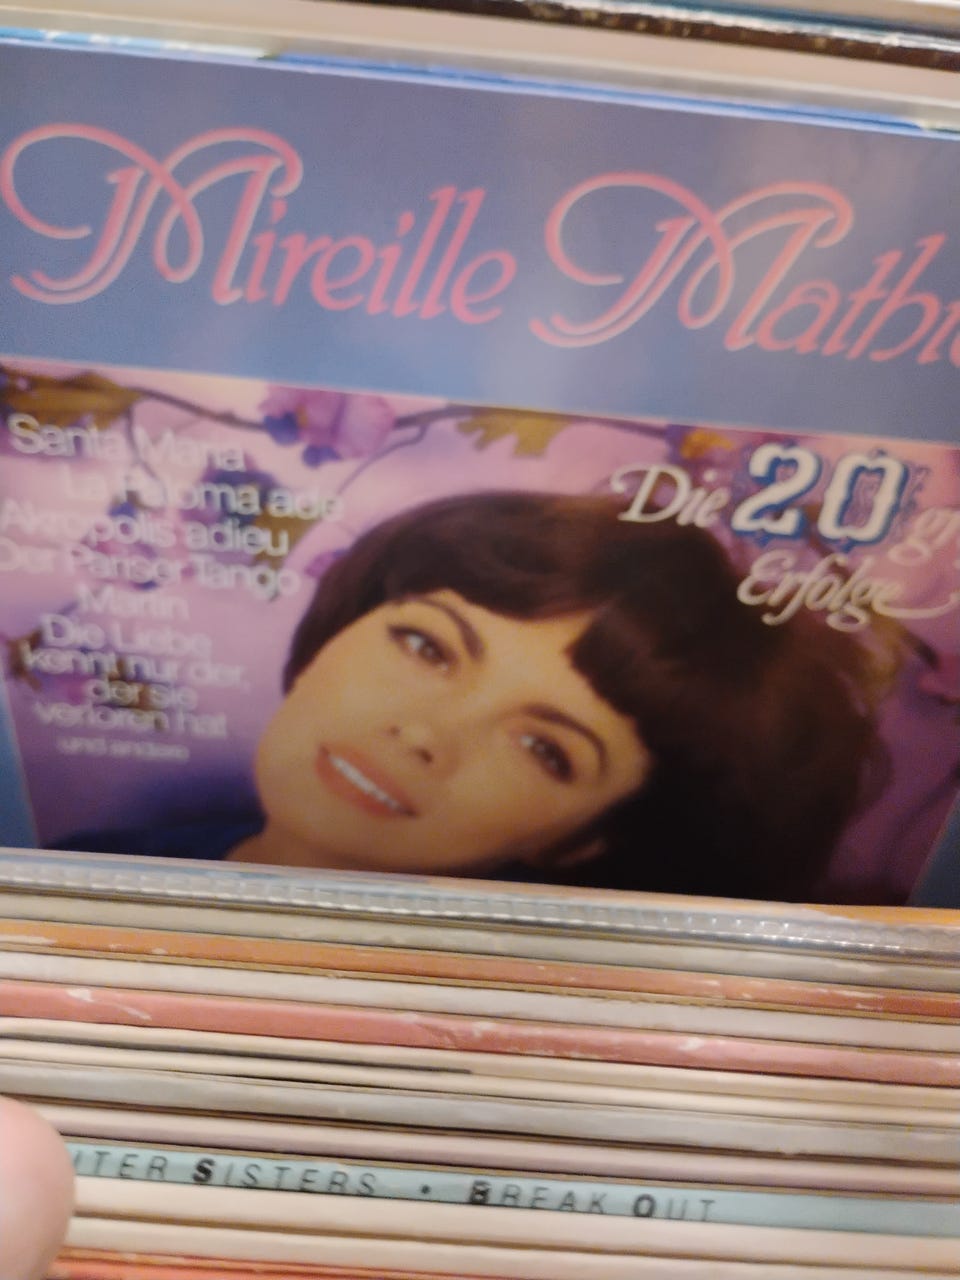 Mireille Mathi
Die 20
Erfolge
Santa Maria
La Paloma ade
Akropolis adieu
Der Pariser Tango
Martin
Die Liebe
kennt nur der,
der sie
verloren hat
und andere
TER SISTERS • BREAK OUT